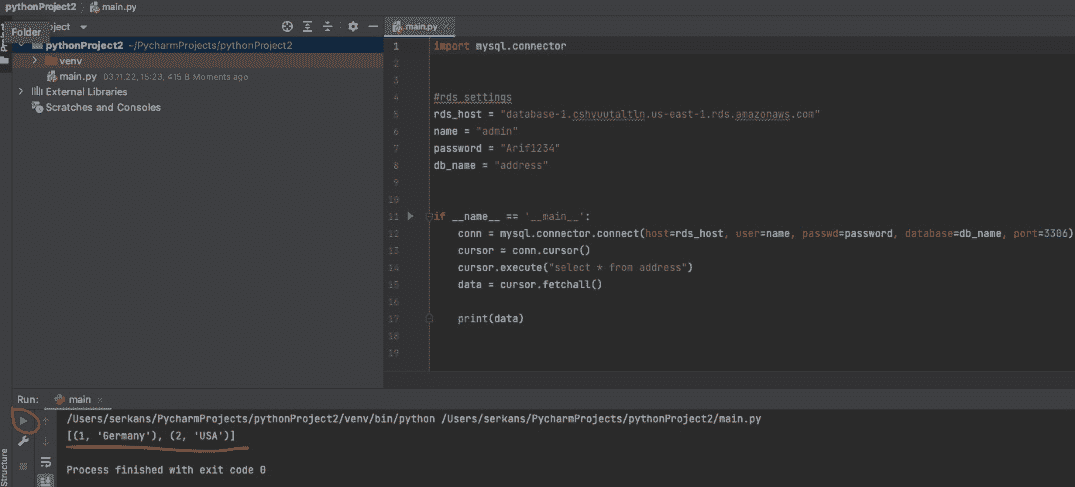 pythonProject2 main.py
Project
main.py
Folder
pythonProject2 ~/PycharmProjects/pythonProject2
venv
main.py 03.11.22, 15:23, 415 B Moments ago
External Libraries
Scratches and Consoles
1 import mysql.connector
2
3
4 #rds settings
5 rds_host = "database-1.cshvuutaltln.us-east-1.rds.amazonaws.com"
6 name = "admin"
7 password = "Arif1234"
8 db_name = "address"
9
10
11 if __name__ == '__main__':
12 conn = mysql.connector.connect(host=rds_host, user=name, passwd=password, database=db_name, port=3306)
13 cursor = conn.cursor()
14 cursor.execute("select * from address")
15 data = cursor.fetchall()
16
17 print(data)
18
19
Run: main
/Users/serkans/PycharmProjects/pythonProject2/venv/bin/python /Users/serkans/PycharmProjects/pythonProject2/main.py
[(1, 'Germany'), (2, 'USA')]
Process finished with exit code 0
Structure